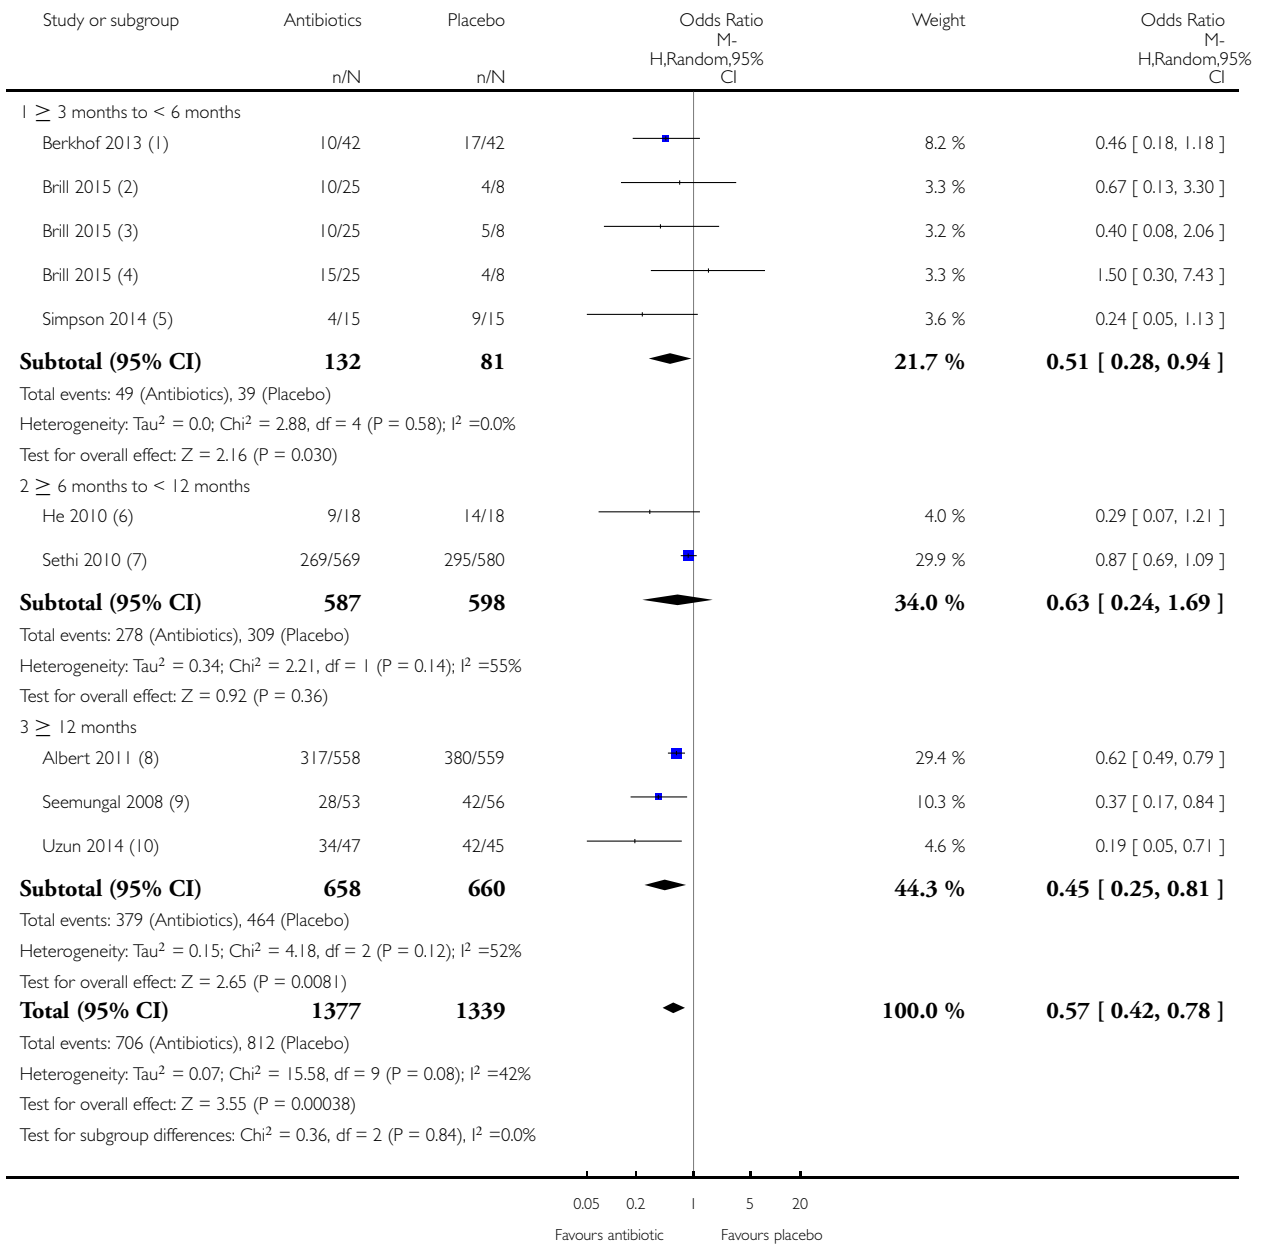 Study or subgroup Antibiotics Placebo Odds Ratio Weight Odds Ratio
M- M-
H,Random,95% H,Random,95%
n/N n/N CI CI
1 ≥ 3 months to < 6 months
Berkhof 2013 (1) 10/42 17/42 8.2 % 0.46 [ 0.18, 1.18 ]
Brill 2015 (2) 10/25 4/8 3.3 % 0.67 [ 0.13, 3.30 ]
Brill 2015 (3) 10/25 5/8 3.2 % 0.40 [ 0.08, 2.06 ]
Brill 2015 (4) 15/25 4/8 3.3 % 1.50 [ 0.30, 7.43 ]
Simpson 2014 (5) 4/15 9/15 3.6 % 0.24 [ 0.05, 1.13 ]
Subtotal (95% CI) 132 81 21.7 % 0.51 [ 0.28, 0.94 ]
Total events: 49 (Antibiotics), 39 (Placebo)
Heterogeneity: Tau² = 0.0; Chi² = 2.88, df = 4 (P = 0.58); I² =0.0%
Test for overall effect: Z = 2.16 (P = 0.030)
2 ≥ 6 months to < 12 months
He 2010 (6) 9/18 14/18 4.0 % 0.29 [ 0.07, 1.21 ]
Sethi 2010 (7) 269/569 295/580 29.9 % 0.87 [ 0.69, 1.09 ]
Subtotal (95% CI) 587 598 34.0 % 0.63 [ 0.24, 1.69 ]
Total events: 278 (Antibiotics), 309 (Placebo)
Heterogeneity: Tau² = 0.34; Chi² = 2.21, df = 1 (P = 0.14); I² =55%
Test for overall effect: Z = 0.92 (P = 0.36)
3 ≥ 12 months
Albert 2011 (8) 317/558 380/559 29.4 % 0.62 [ 0.49, 0.79 ]
Seemungal 2008 (9) 28/53 42/56 10.3 % 0.37 [ 0.17, 0.84 ]
Uzun 2014 (10) 34/47 42/45 4.6 % 0.19 [ 0.05, 0.71 ]
Subtotal (95% CI) 658 660 44.3 % 0.45 [ 0.25, 0.81 ]
Total events: 379 (Antibiotics), 464 (Placebo)
Heterogeneity: Tau² = 0.15; Chi² = 4.18, df = 2 (P = 0.12); I² =52%
Test for overall effect: Z = 2.65 (P = 0.0081)
Total (95% CI) 1377 1339 100.0 % 0.57 [ 0.42, 0.78 ]
Total events: 706 (Antibiotics), 812 (Placebo)
Heterogeneity: Tau² = 0.07; Chi² = 15.58, df = 9 (P = 0.08); I² =42%
Test for overall effect: Z = 3.55 (P = 0.00038)
Test for subgroup differences: Chi² = 0.36, df = 2 (P = 0.84), I² =0.0%
0.05 0.2 1 5 20
Favours antibiotic Favours placebo